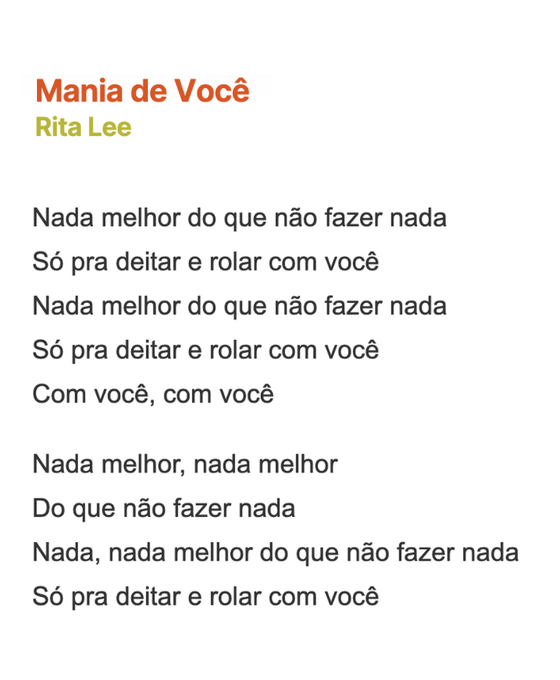 Mania de Você
Rita Lee
Nada melhor do que não fazer nada
Só pra deitar e rolar com você
Nada melhor do que não fazer nada
Só pra deitar e rolar com você
Com você, com você
Nada melhor, nada melhor
Do que não fazer nada
Nada, nada melhor do que não fazer nada
Só pra deitar e rolar com você